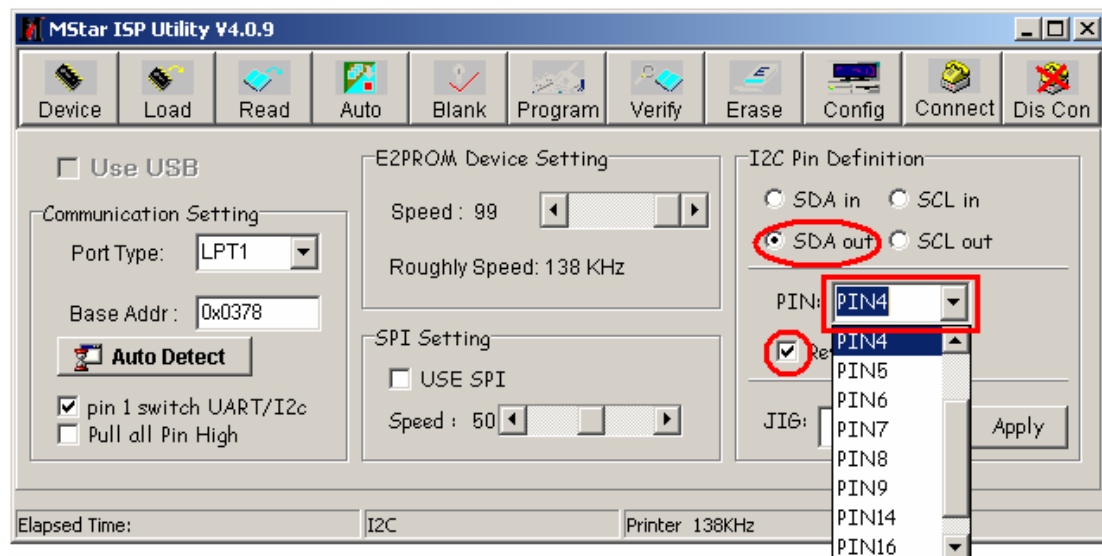 MStar ISP Utility V4.0.9
Device Load Read Auto Blank Program Verify Erase Config Connect Dis Con
Use USB
Communication Setting
Port Type: LPT1
Base Addr : 0x0378
Auto Detect
pin 1 switch UART/I2c
Pull all Pin High
E2PROM Device Setting
Speed : 99
Roughly Speed: 138 KHz
SPI Setting
USE SPI
Speed : 50
I2C Pin Definition
SDA in SCL in
SDA out SCL out
PIN: PIN4
PIN4
PIN5
PIN6
PIN7
PIN8
PIN9
PIN14
PIN16
JIG:
Apply
Elapsed Time: I2C Printer 138KHz